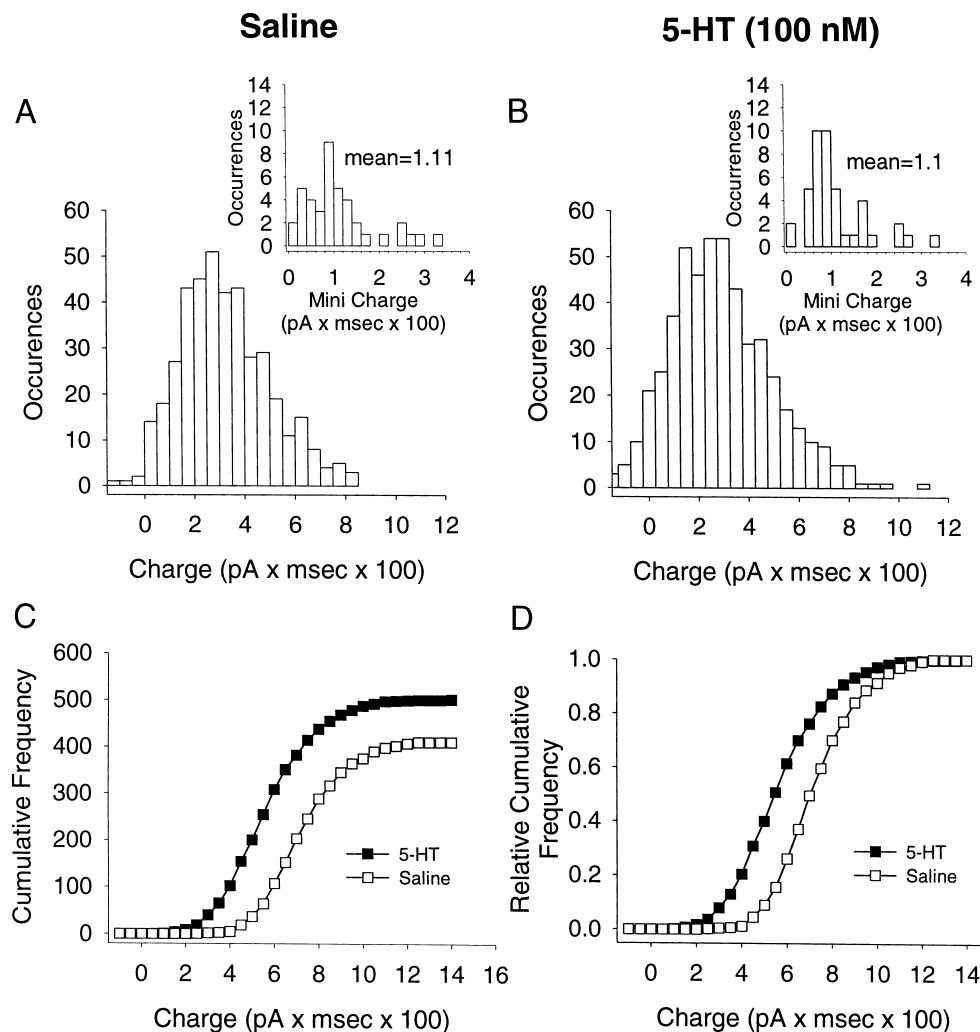 Saline
5-HT (100 nM)
A
14
12
10
8
6
4
2
0
Occurrences
mean=1.11
0 1 2 3 4
Mini Charge
(pA x msec x 100)
60
50
40
30
20
10
0
Occurences
0 2 4 6 8 10 12
Charge (pA x msec x 100)
B
14
12
10
8
6
4
2
0
Occurrences
mean=1.1
0 1 2 3 4
Mini Charge
(pA x msec x 100)
60
50
40
30
20
10
0
Occurences
0 2 4 6 8 10 12
Charge (pA x msec x 100)
C
600
500
400
300
200
100
0
Cumulative Frequency
5-HT
Saline
0 2 4 6 8 10 12 14 16
Charge (pA x msec x 100)
D
1.0
0.8
0.6
0.4
0.2
0.0
Relative Cumulative
Frequency
5-HT
Saline
0 2 4 6 8 10 12 14
Charge (pA x msec x 100)